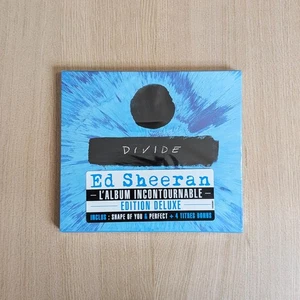 DIVIDE
Ed Sheeran
– L'ALBUM INCONTOURNABLE –
EDITION DELUXE
INCLUS : SHAPE OF YOU & PERFECT + 4 TITRES BONUS